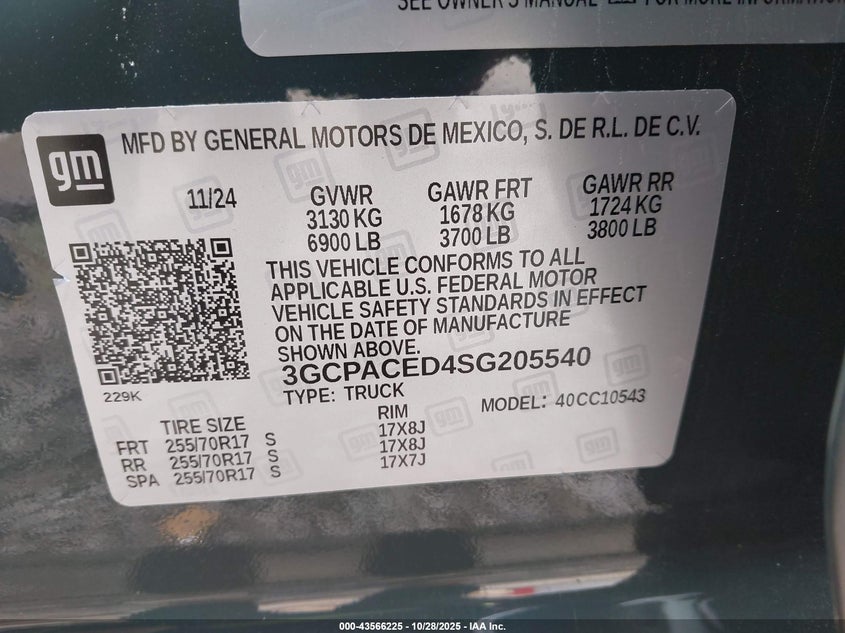 SEE OWNER'S MANUAL FOR MORE INFORMATION
gm
MFD BY GENERAL MOTORS DE MEXICO, S. DE R.L. DE C.V.
11/24 GVWR GAWR FRT GAWR RR
3130 KG 1678 KG 1724 KG
6900 LB 3700 LB 3800 LB
THIS VEHICLE CONFORMS TO ALL
APPLICABLE U.S. FEDERAL MOTOR
VEHICLE SAFETY STANDARDS IN EFFECT
ON THE DATE OF MANUFACTURE
SHOWN ABOVE.
3GCPACED4SG205540
229K
TYPE: TRUCK MODEL: 40CC10543
TIRE SIZE RIM
FRT 255/70R17 S 17X8J
RR 255/70R17 S 17X8J
SPA 255/70R17 S 17X7J
000-43566225 - 10/28/2025 - IAA Inc.